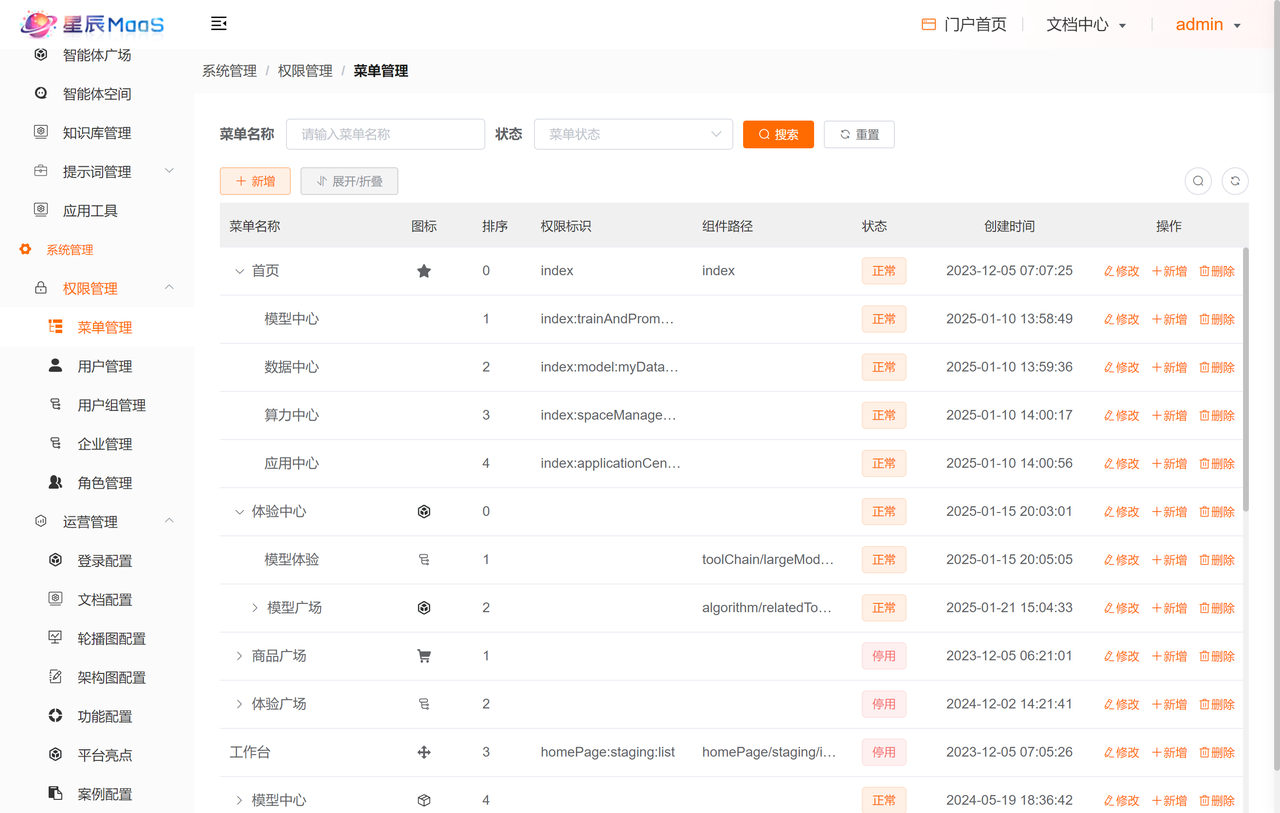 星辰MaaS
门户首页
文档中心
admin
智能体广场
智能体空间
知识库管理
提示词管理
应用工具
系统管理
权限管理
菜单管理
用户管理
用户组管理
企业管理
角色管理
运营管理
登录配置
文档配置
轮播图配置
架构图配置
功能配置
平台亮点
案例配置
系统管理 / 权限管理 / 菜单管理
菜单名称 请输入菜单名称 状态 菜单状态 搜索 重置
新增 展开/折叠
菜单名称 图标 排序 权限标识 组件路径 状态 创建时间 操作
首页 0 index index 正常 2023-12-05 07:07:25 修改 新增 删除
模型中心 1 index:trainAndProm... 正常 2025-01-10 13:58:49 修改 新增 删除
数据中心 2 index:model:myData... 正常 2025-01-10 13:59:36 修改 新增 删除
算力中心 3 index:spaceManage... 正常 2025-01-10 14:00:17 修改 新增 删除
应用中心 4 index:applicationCen... 正常 2025-01-10 14:00:56 修改 新增 删除
体验中心 0 正常 2025-01-15 20:03:01 修改 新增 删除
模型体验 1 toolChain/largeMod... 正常 2025-01-15 20:05:05 修改 新增 删除
模型广场 2 algorithm/relatedTo... 正常 2025-01-21 15:04:33 修改 新增 删除
商品广场 1 停用 2023-12-05 06:21:01 修改 新增 删除
体验广场 2 停用 2024-12-02 14:21:41 修改 新增 删除
工作台 3 homePage:staging:list homePage/staging/i... 停用 2023-12-05 07:05:26 修改 新增 删除
模型中心 4 正常 2024-05-19 18:36:42 修改 新增 删除